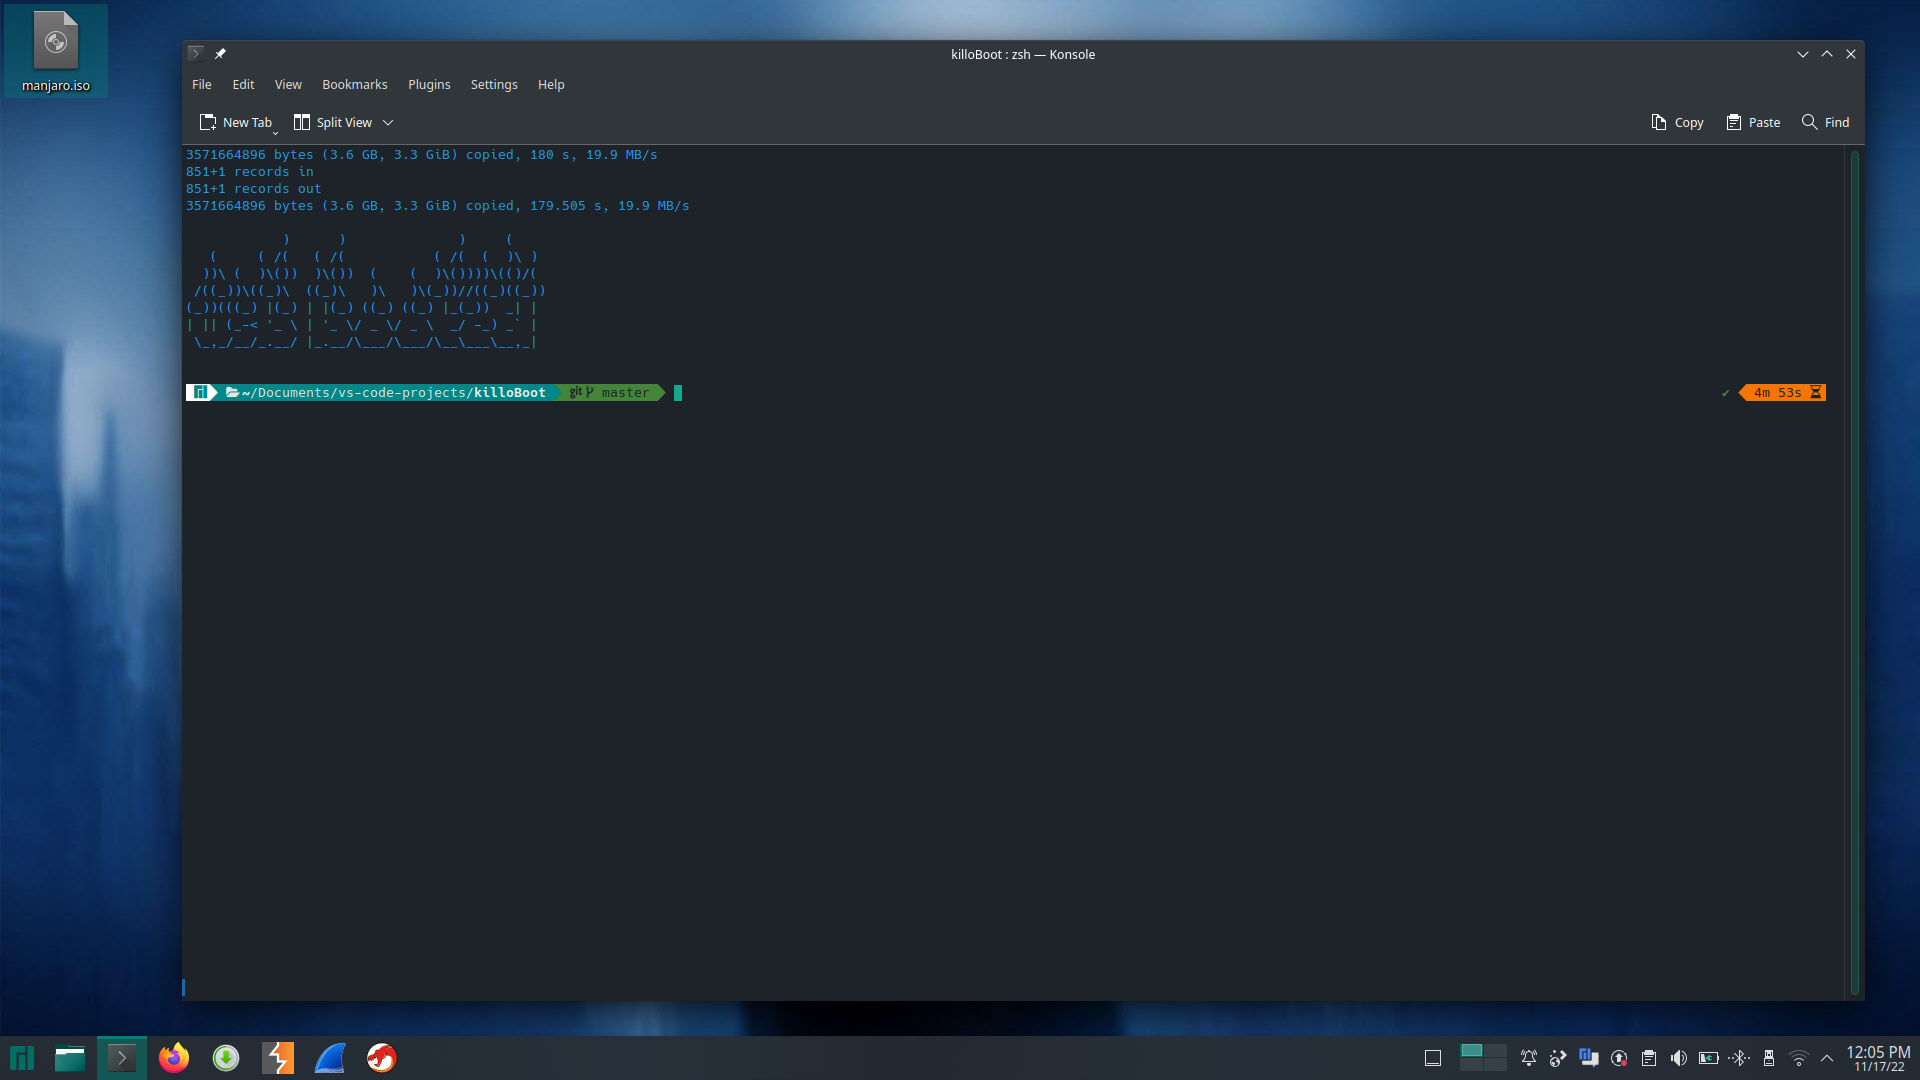 manjaro.iso
killoBoot : zsh — Konsole
File Edit View Bookmarks Plugins Settings Help
New Tab Split View Copy Paste Find
3571664896 bytes (3.6 GB, 3.3 GiB) copied, 180 s, 19.9 MB/s
851+1 records in
851+1 records out
3571664896 bytes (3.6 GB, 3.3 GiB) copied, 179.505 s, 19.9 MB/s
            )      )              )     (
   (     ( /(   ( /(           ( /(  (  )\ )
  ))\ (  )\())  )\())  (    (  )\())))\(()/(
 /((_))\((_)\  ((_)\   )\   )\(_))//((_)((_))
(_))(((_) |(_) | |(_) ((_) ((_) |_(_))  _| |
| || (_-< '_ \ | '_ \/ _ \/ _ \  _/ -_) _` |
 \_,_/__/_.__/ |_.__/\___/\___/\__\___\__,_|
~/Documents/vs-code-projects/killoBoot git master ✔ 4m 53s
12:05 PM
11/17/22